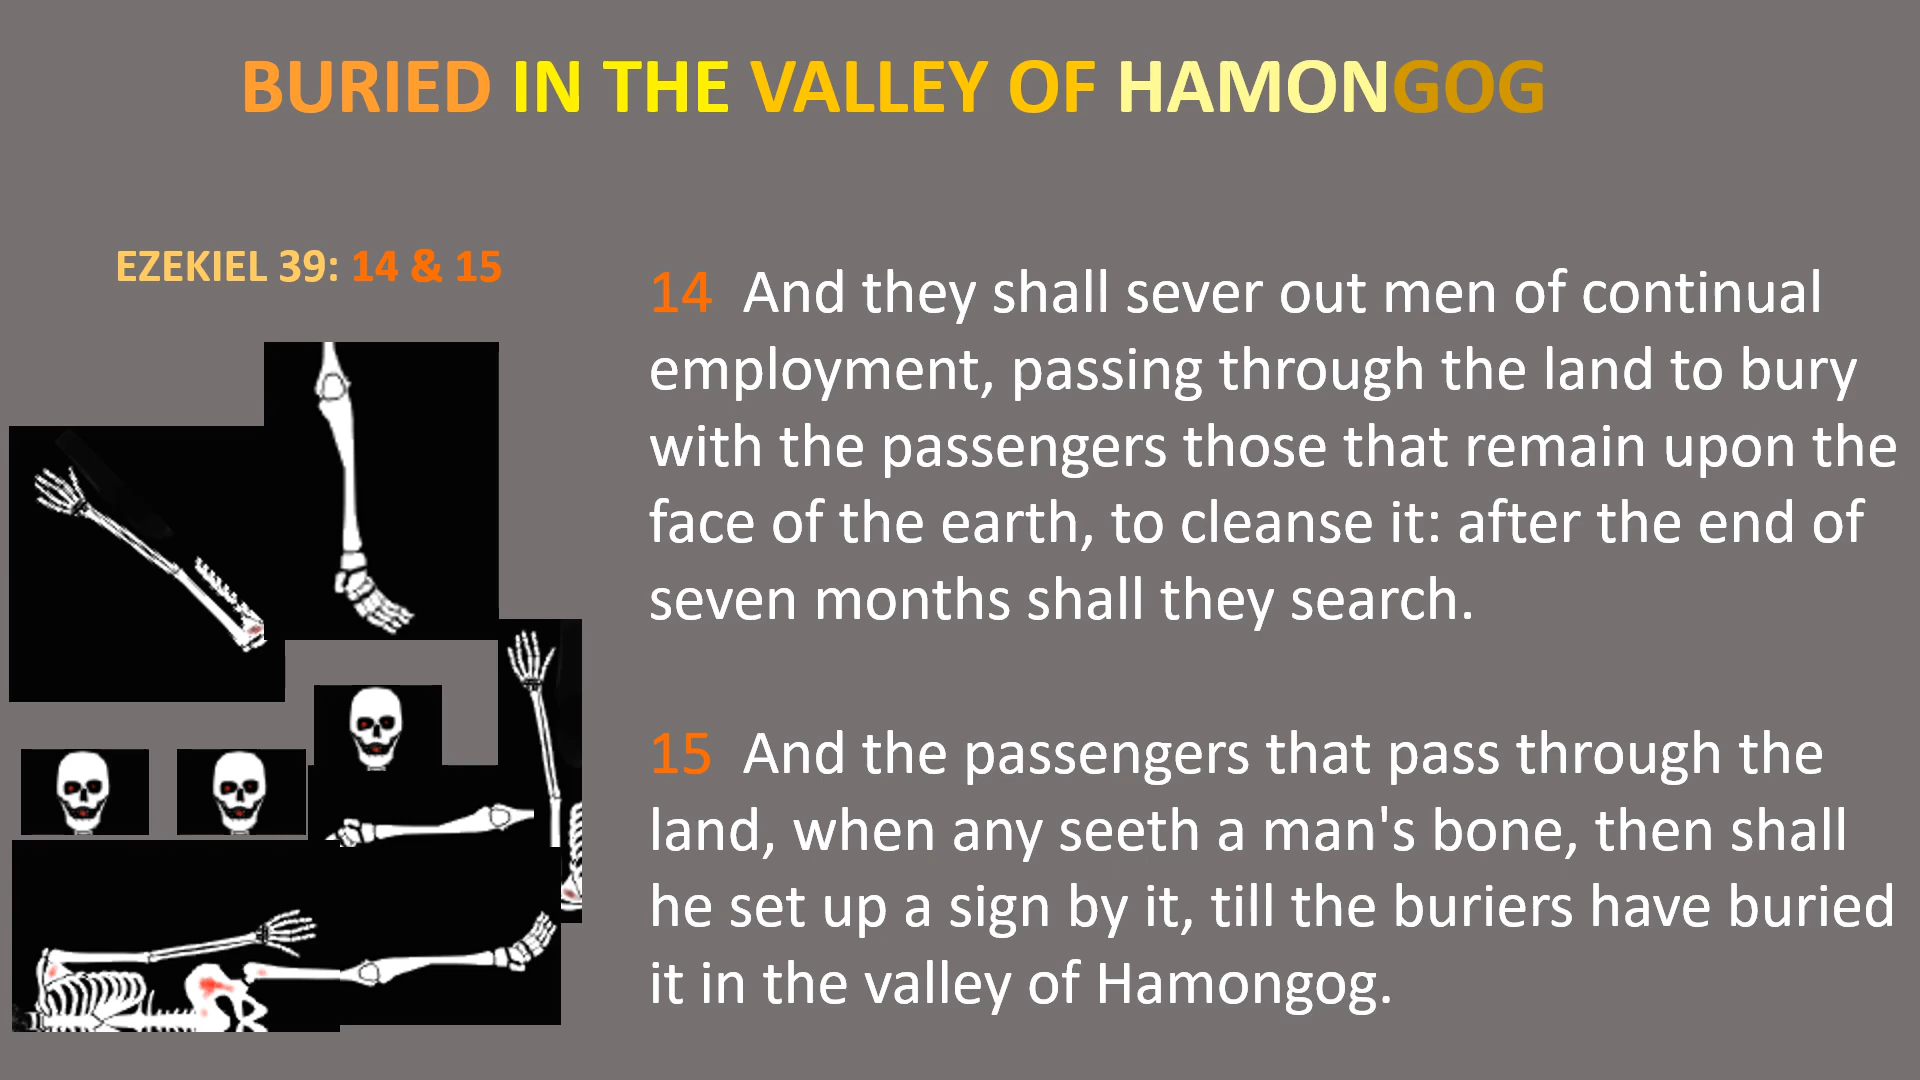 BURIED IN THE VALLEY OF HAMONGOG
EZEKIEL 39: 14 & 15
14 And they shall sever out men of continual
employment, passing through the land to bury
with the passengers those that remain upon the
face of the earth, to cleanse it: after the end of
seven months shall they search.
15 And the passengers that pass through the
land, when any seeth a man's bone, then shall
he set up a sign by it, till the buriers have buried
it in the valley of Hamongog.